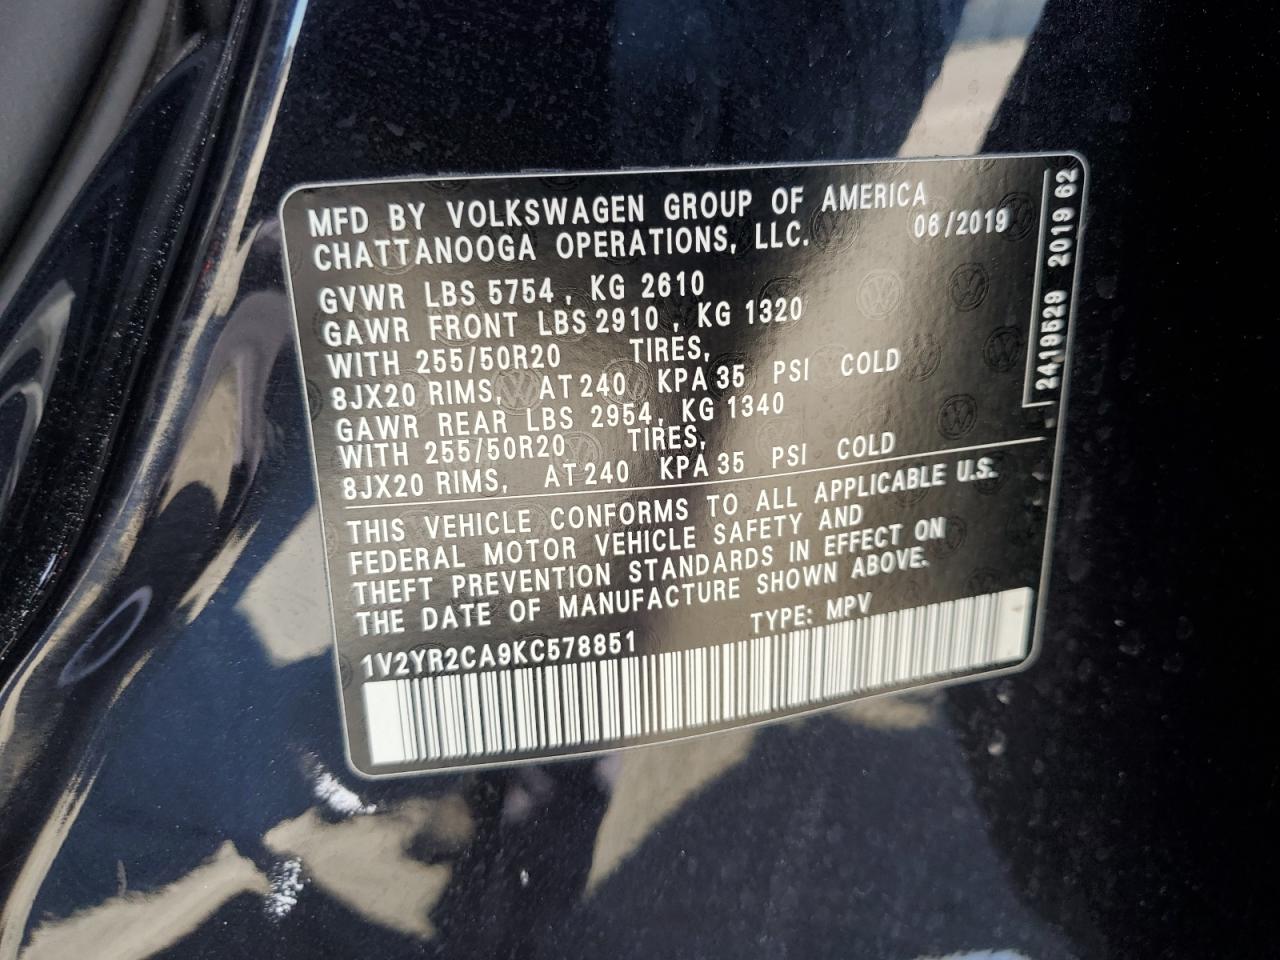 MFD BY VOLKSWAGEN GROUP OF AMERICA
CHATTANOOGA OPERATIONS, LLC. 06/2019
GVWR LBS 5754, KG 2610
GAWR FRONT LBS 2910, KG 1320
WITH 255/50R20 TIRES,
8JX20 RIMS, AT 240 KPA 35 PSI COLD
GAWR REAR LBS 2954, KG 1340
WITH 255/50R20 TIRES,
8JX20 RIMS, AT 240 KPA 35 PSI COLD
THIS VEHICLE CONFORMS TO ALL APPLICABLE U.S.
FEDERAL MOTOR VEHICLE SAFETY AND
THEFT PREVENTION STANDARDS IN EFFECT ON
THE DATE OF MANUFACTURE SHOWN ABOVE.
1V2YR2CA9KC578851 TYPE: MPV
2419529 2019 62